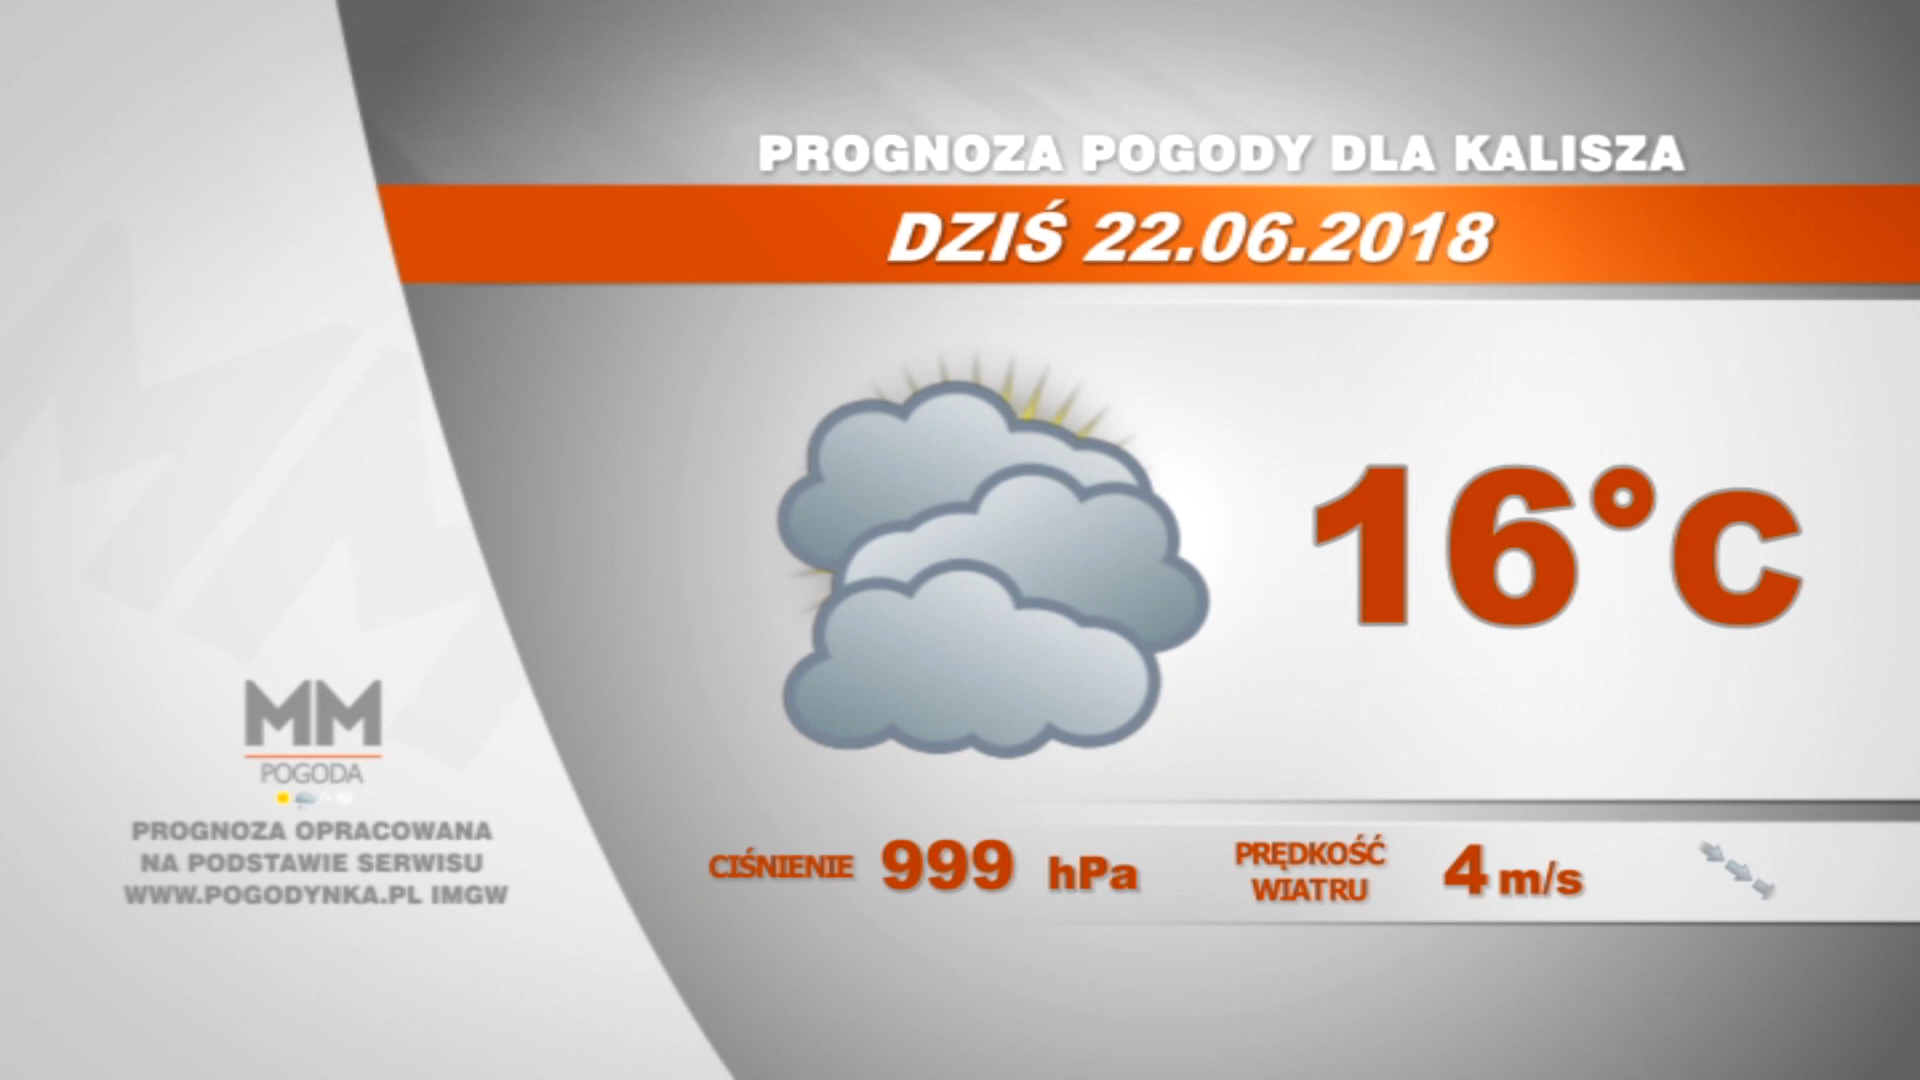 PROGNOZA POGODY DLA KALISZA
DZIŚ 22.06.2018
16°C
CIŚNIENIE 999 hPa
PRĘDKOŚĆ
WIATRU
4 m/s
MM
POGODA
PROGNOZA OPRACOWANA
NA PODSTAWIE SERWISU
WWW.POGODYNKA.PL IMGW